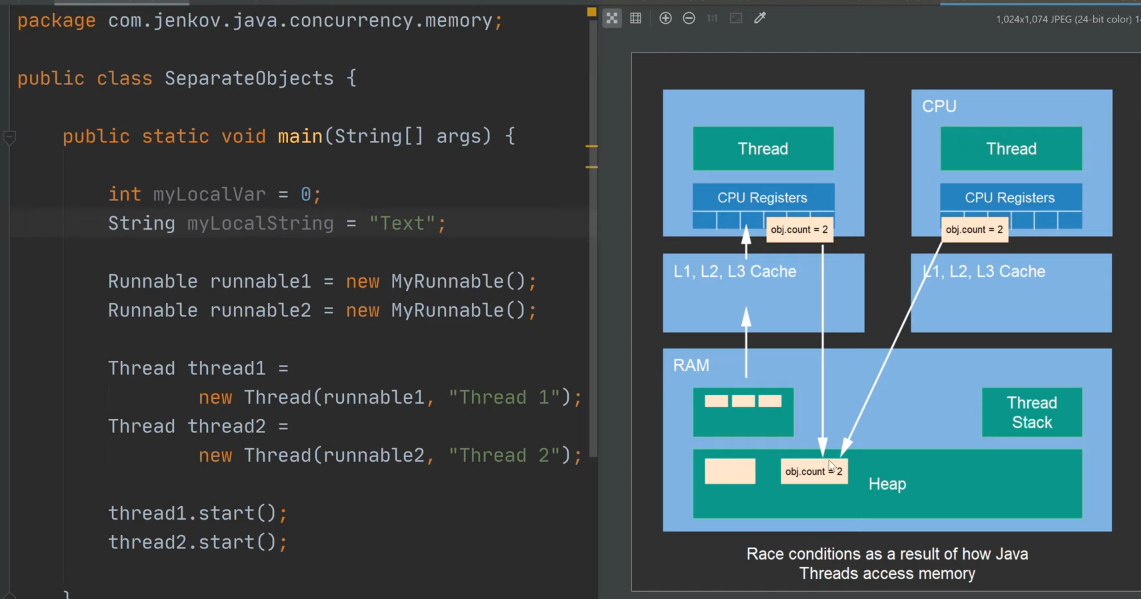 package com.jenkov.java.concurrency.memory;
public class SeparateObjects {
public static void main(String[] args) {
int myLocalVar = 0;
String myLocalString = "Text";
Runnable runnable1 = new MyRunnable();
Runnable runnable2 = new MyRunnable();
Thread thread1 =
new Thread(runnable1, "Thread 1");
Thread thread2 =
new Thread(runnable2, "Thread 2");
thread1.start();
thread2.start();
}
1:1
1,024x1,074 JPEG (24-bit color)
CPU
Thread
Thread
CPU Registers
CPU Registers
obj.count = 2
obj.count = 2
L1, L2, L3 Cache
L1, L2, L3 Cache
RAM
Thread
Stack
obj.count = 2
Heap
Race conditions as a result of how Java
Threads access memory